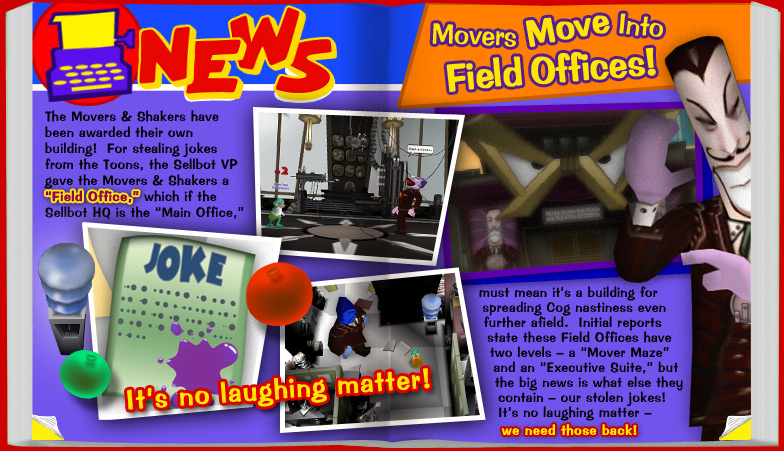 NEWS
Movers Move Into
Field Offices!
The Movers & Shakers have
been awarded their own
building! For stealing jokes
from the Toons, the Sellbot VP
gave the Movers & Shakers a
"Field Office," which if the
Sellbot HQ is the "Main Office,"
JOKE
It's no laughing matter!
must mean it's a building for
spreading Cog nastiness even
further afield. Initial reports
state these Field Offices have
two levels – a "Mover Maze"
and an "Executive Suite," but
the big news is what else they
contain – our stolen jokes!
It's no laughing matter –
we need those back!